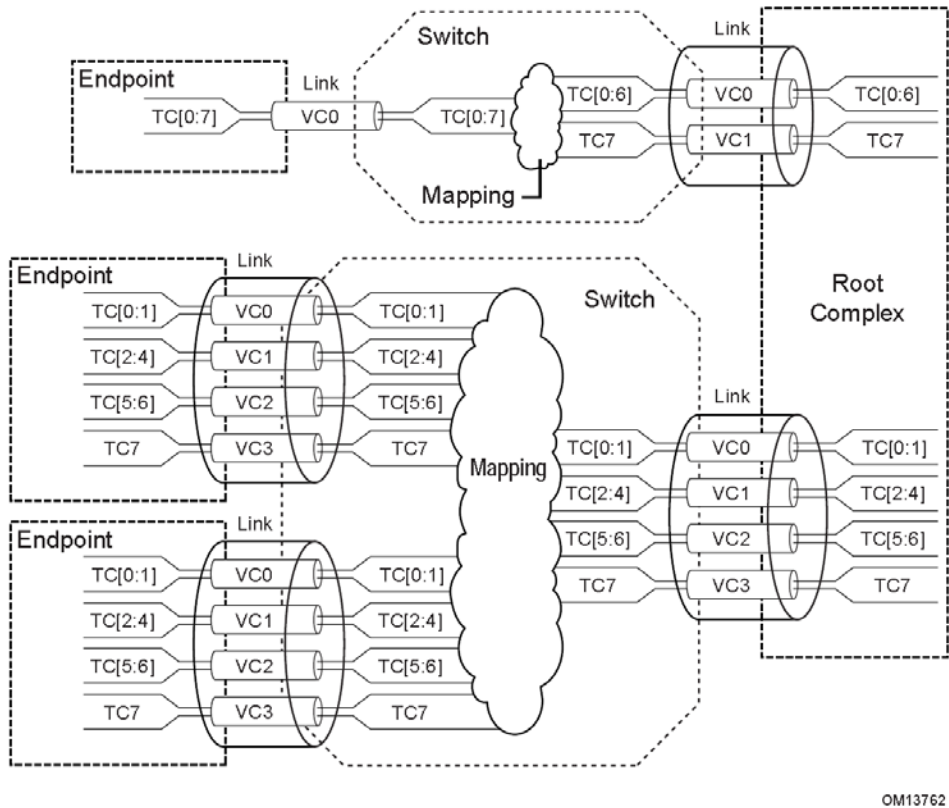 Link
Switch
Endpoint
Link
TC[0:7]
VC0
TC[0:7]
TC[0:6]
VC0
TC[0:6]
TC7
VC1
TC7
Mapping
Endpoint
Link
TC[0:1]
VC0
TC[0:1]
TC[2:4]
VC1
TC[2:4]
TC[5:6]
VC2
TC[5:6]
TC7
VC3
TC7
Endpoint
Link
TC[0:1]
VC0
TC[0:1]
TC[2:4]
VC1
TC[2:4]
TC[5:6]
VC2
TC[5:6]
TC7
VC3
TC7
Mapping
Switch
Link
TC[0:1]
VC0
TC[0:1]
TC[2:4]
VC1
TC[2:4]
TC[5:6]
VC2
TC[5:6]
TC7
VC3
TC7
Root
Complex
OM13762